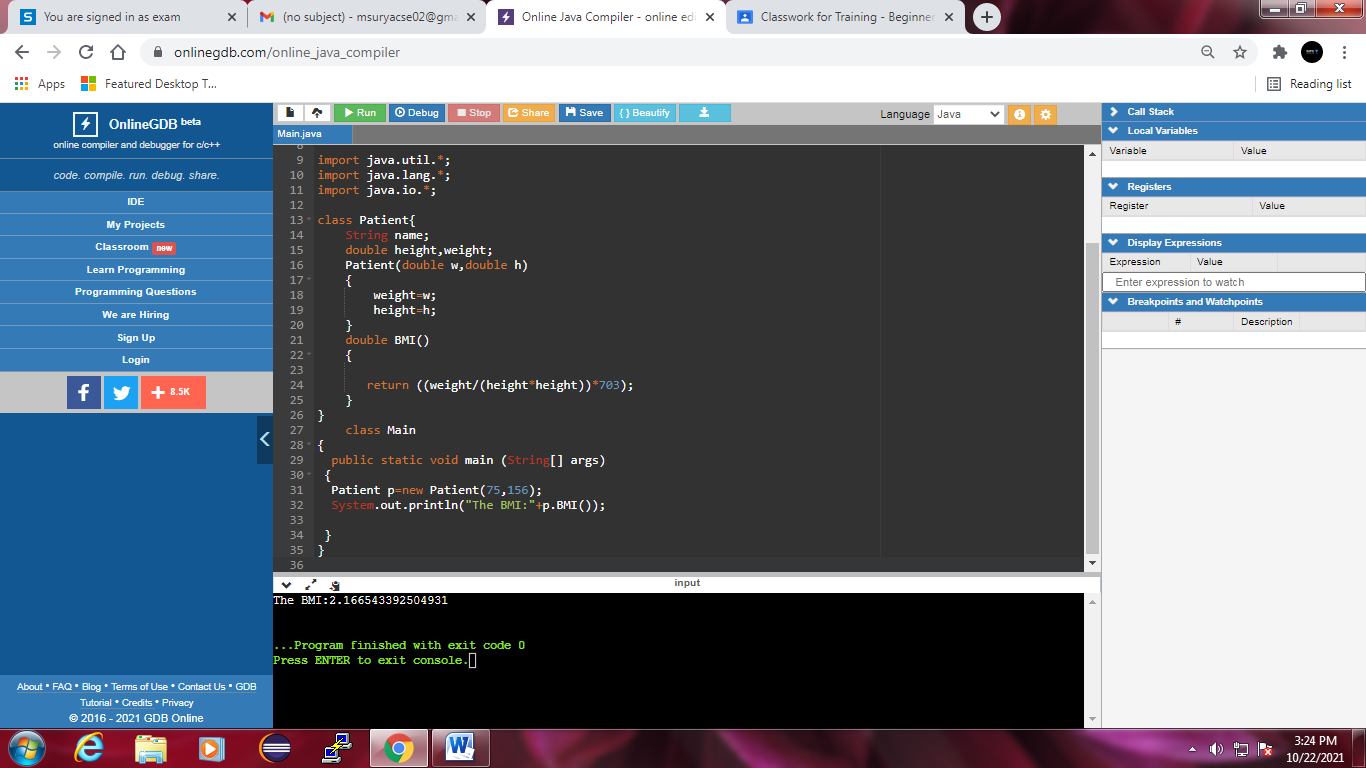 You are signed in as exam
(no subject) - msuryacse02@gma
Online Java Compiler - online edi
Classwork for Training - Beginner
onlinegdb.com/online_java_compiler
Apps
Featured Desktop T...
Reading list
OnlineGDB beta
online compiler and debugger for c/c++
code. compile. run. debug. share.
IDE
My Projects
Classroom new
Learn Programming
Programming Questions
We are Hiring
Sign Up
Login
8.5K
About • FAQ • Blog • Terms of Use • Contact Us • GDB
Tutorial • Credits • Privacy
© 2016 - 2021 GDB Online
Run Debug Stop Share Save { } Beautify
Language Java
Main.java
8
9 import java.util.*;
10 import java.lang.*;
11 import java.io.*;
12
13 class Patient{
14 String name;
15 double height,weight;
16 Patient(double w,double h)
17 {
18 weight=w;
19 height=h;
20 }
21 double BMI()
22 {
23
24 return ((weight/(height*height))*703);
25 }
26 }
27 class Main
28 {
29 public static void main (String[] args)
30 {
31 Patient p=new Patient(75,156);
32 System.out.println("The BMI:"+p.BMI());
33
34 }
35 }
36
input
The BMI:2.166543392504931
...Program finished with exit code 0
Press ENTER to exit console.
Call Stack
Local Variables
Variable Value
Registers
Register Value
Display Expressions
Expression Value
Enter expression to watch
Breakpoints and Watchpoints
# Description
3:24 PM
10/22/2021